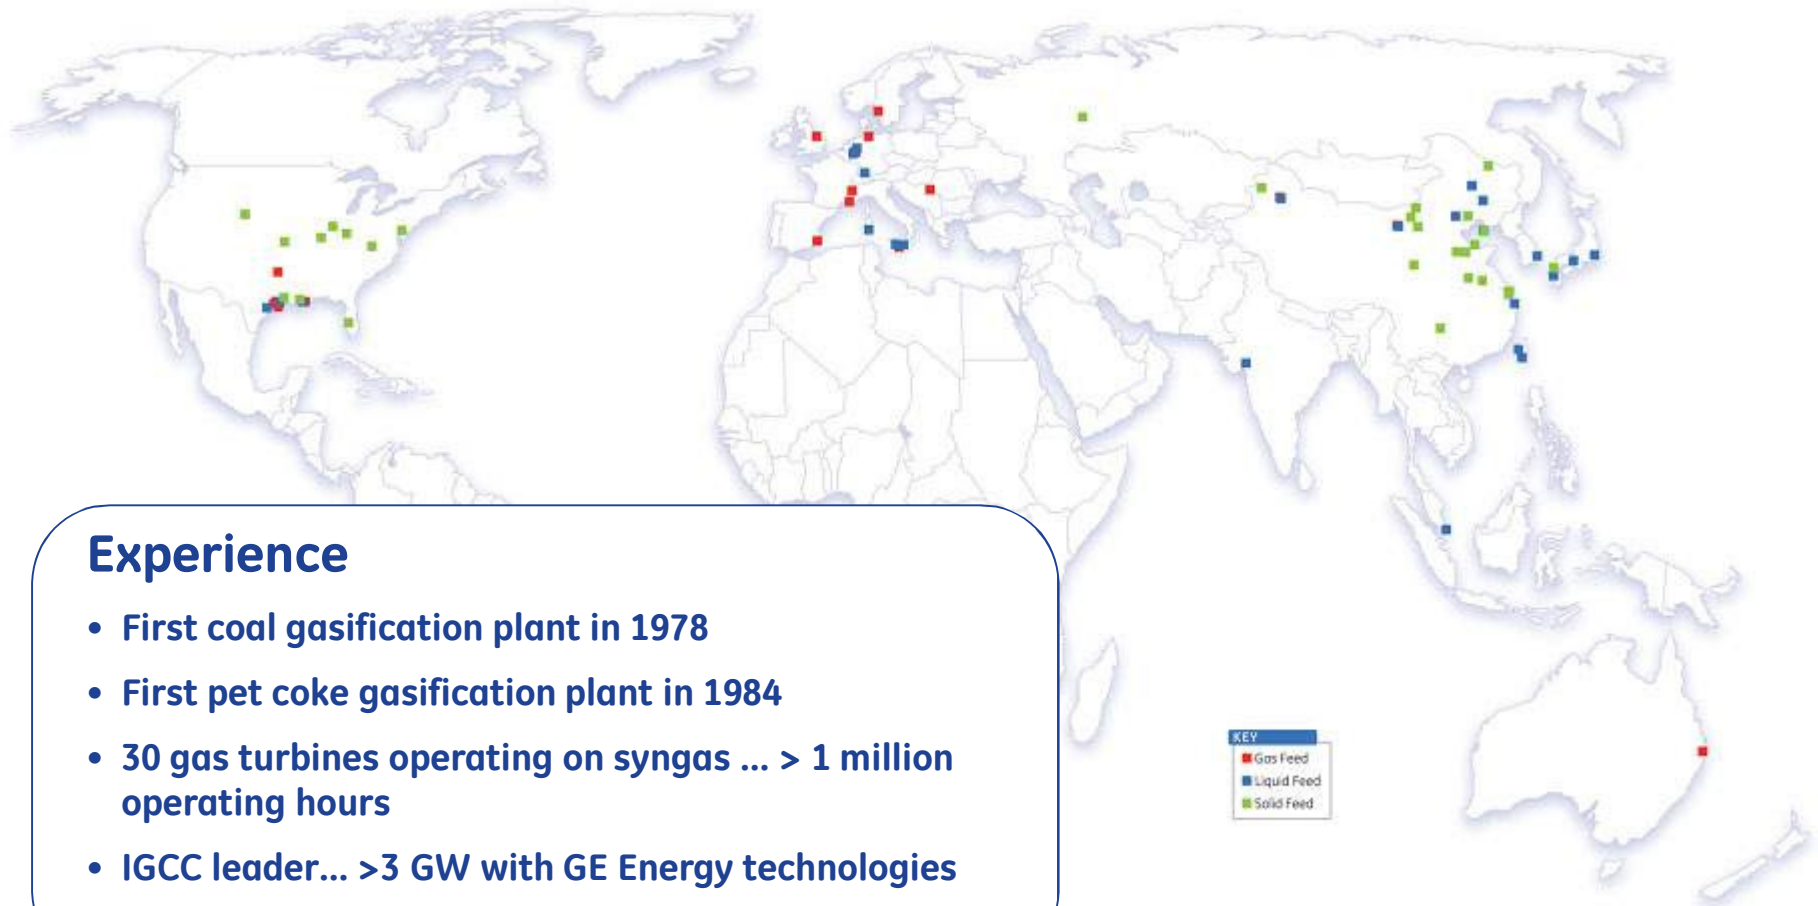 KEY
Gas Feed
Liquid Feed
Solid Feed
Experience
• First coal gasification plant in 1978
• First pet coke gasification plant in 1984
• 30 gas turbines operating on syngas ... > 1 million
operating hours
• IGCC leader... >3 GW with GE Energy technologies